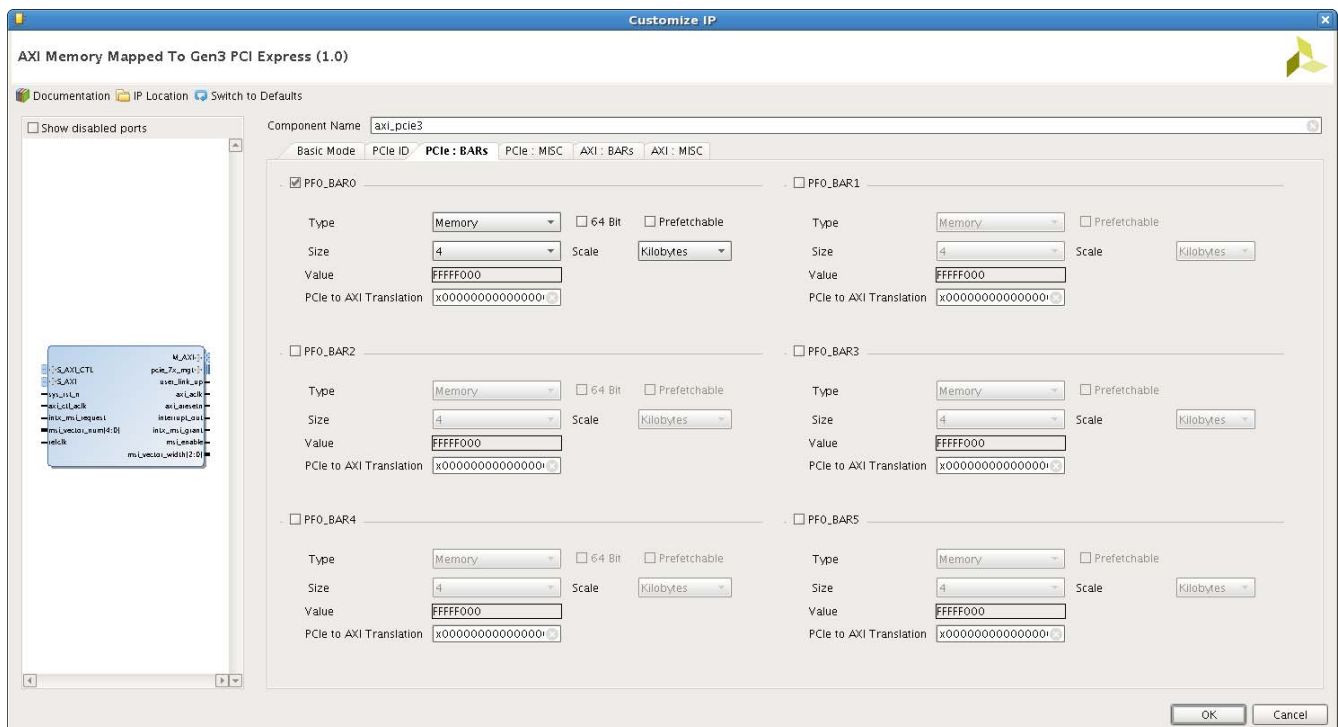 Customize IP
AXI Memory Mapped To Gen3 PCI Express (1.0)
Documentation IP Location Switch to Defaults
Show disabled ports
Component Name axi_pcie3
Basic Mode PCIe ID PCIe : BARs PCIe : MISC AXI : BARs AXI : MISC
M_AXI
S_AXI_CTL pcie_7x_mgt
S_AXI user_link_up
sys_rst_n axi_aclk
axi_ctl_aclk axi_aresetn
intx_msi_request interrupt_out
msi_vector_num[4:0] intx_msi_grant
refclk msi_enable
msi_vector_width[2:0]
PF0_BAR0
Type Memory 64 Bit Prefetchable
Size 4 Scale Kilobytes
Value FFFFF000
PCIe to AXI Translation x00000000000000
PF0_BAR1
Type Memory Prefetchable
Size 4 Scale Kilobytes
Value FFFFF000
PCIe to AXI Translation x00000000000000
PF0_BAR2
Type Memory 64 Bit Prefetchable
Size 4 Scale Kilobytes
Value FFFFF000
PCIe to AXI Translation x00000000000000
PF0_BAR3
Type Memory Prefetchable
Size 4 Scale Kilobytes
Value FFFFF000
PCIe to AXI Translation x00000000000000
PF0_BAR4
Type Memory 64 Bit Prefetchable
Size 4 Scale Kilobytes
Value FFFFF000
PCIe to AXI Translation x00000000000000
PF0_BAR5
Type Memory Prefetchable
Size 4 Scale Kilobytes
Value FFFFF000
PCIe to AXI Translation x00000000000000
OK Cancel